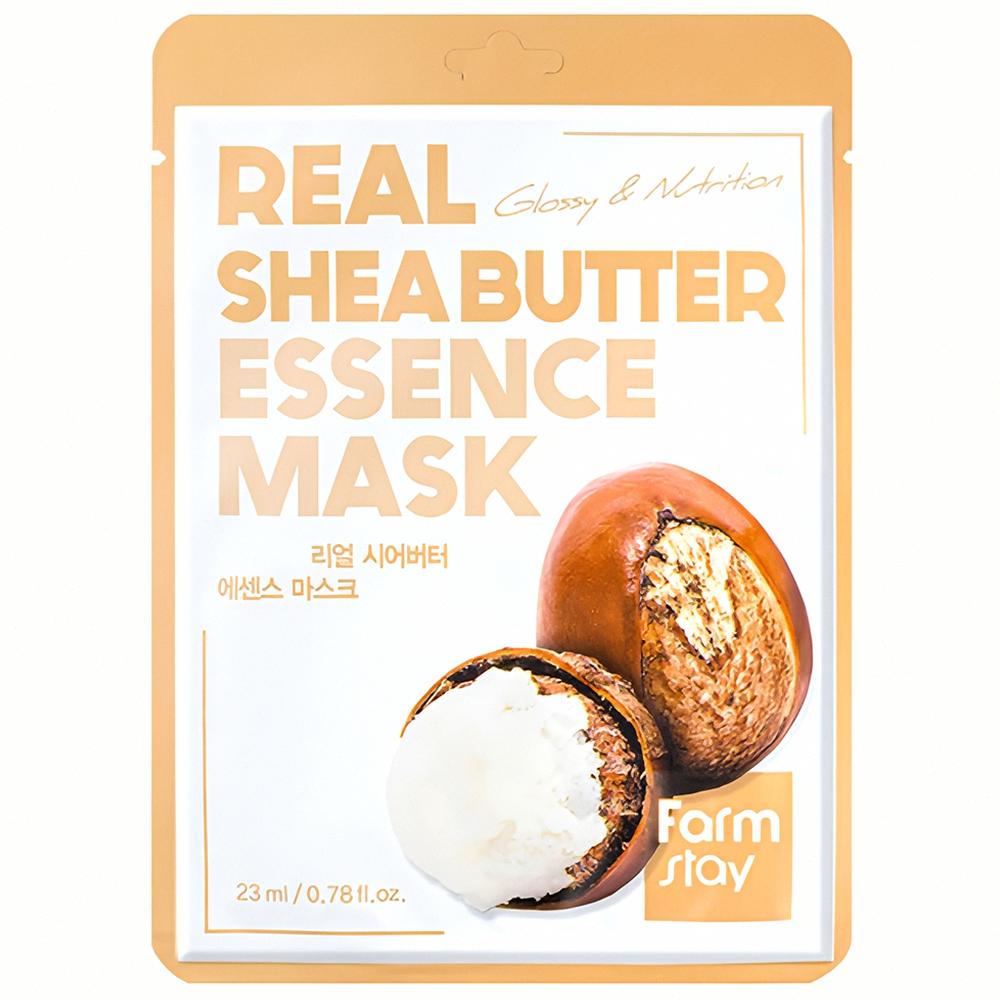 REAL Glossy & Nutrition
SHEA BUTTER
ESSENCE
MASK
리얼 시어버터
에센스 마스크
23 ml / 0.78 fl.oz.
Farm
stay